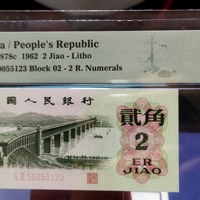 a / People's Republic
878c 1962 2 Jiao - Litho
0055123 Block 02 - 2 R. Numerals
國人民銀行
貳角
2
ER
JIAO
50055123